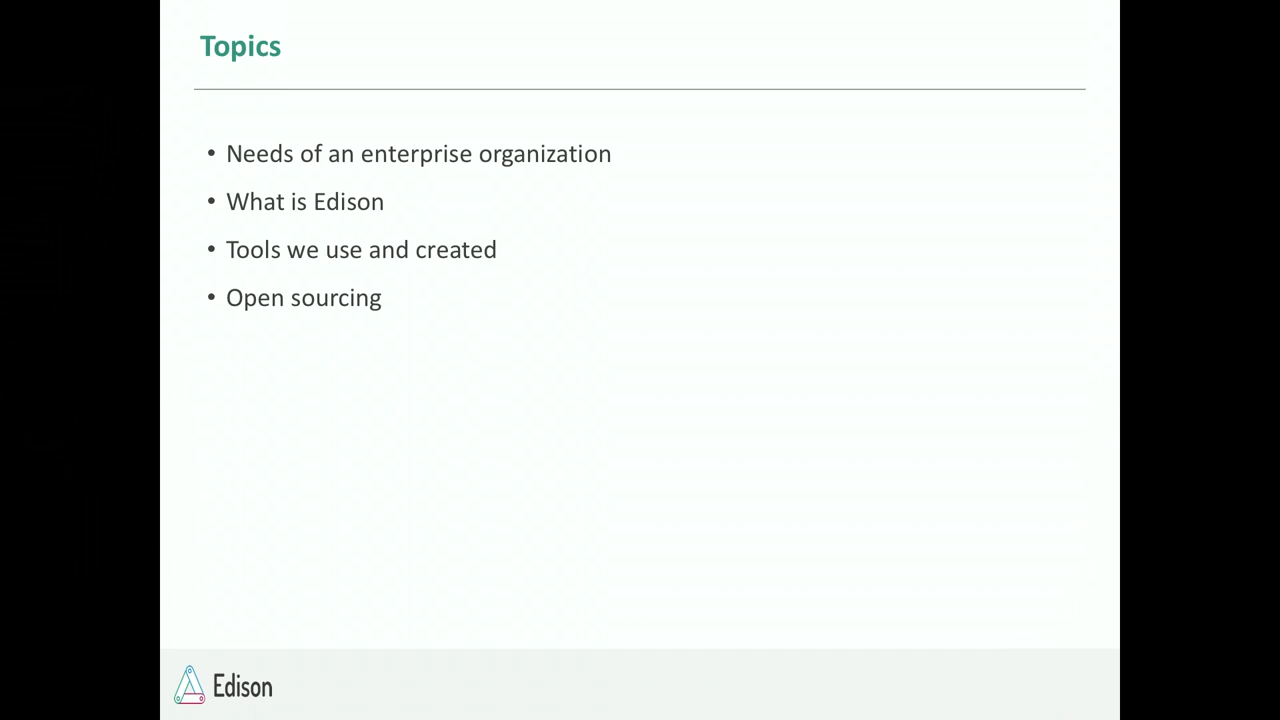 Topics
• Needs of an enterprise organization
• What is Edison
• Tools we use and created
• Open sourcing
Edison